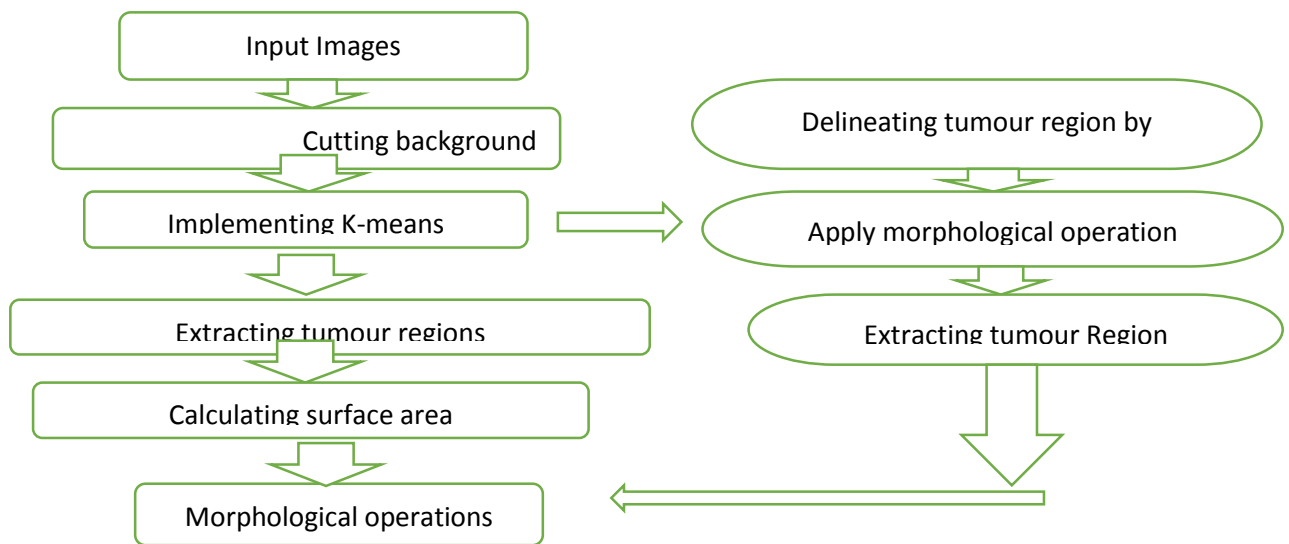 Input Images
Cutting background
Implementing K-means
Extracting tumour regions
Calculating surface area
Morphological operations
Delineating tumour region by
Apply morphological operation
Extracting tumour Region